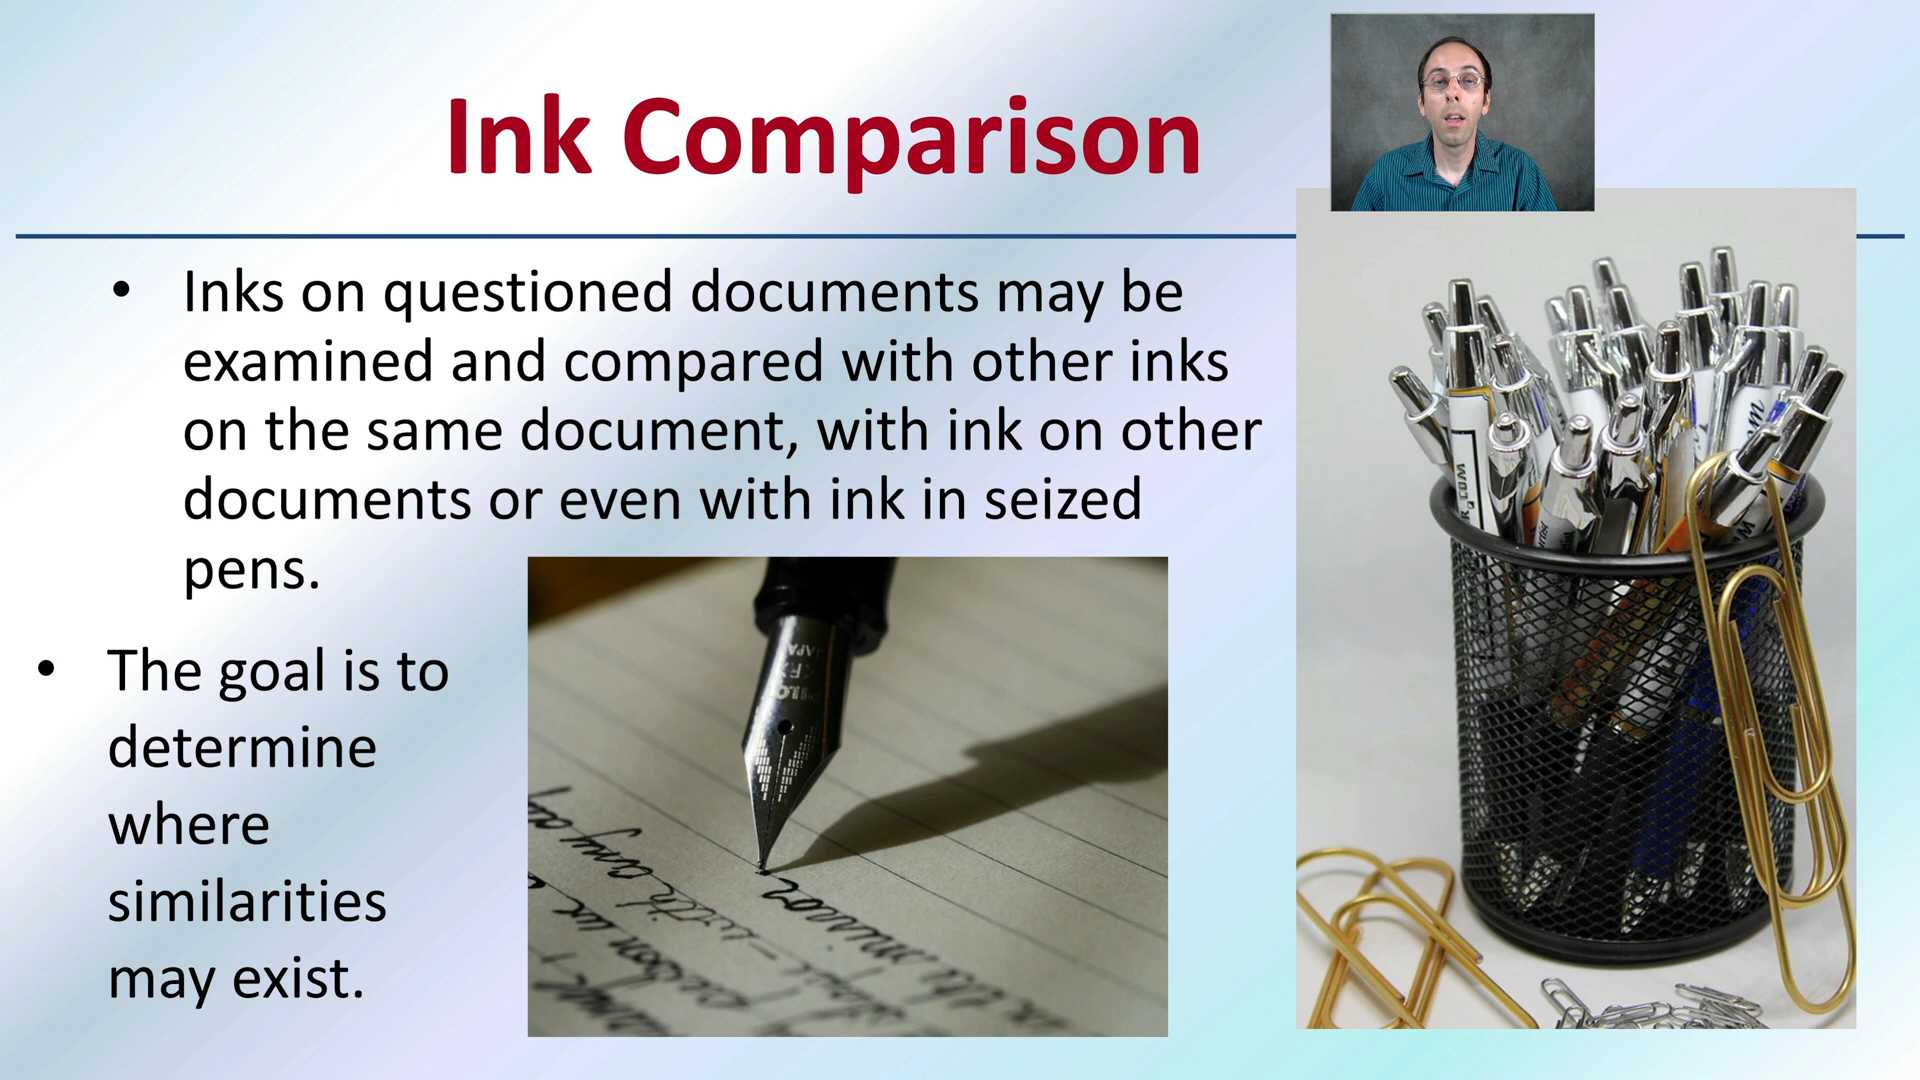 Ink Comparison
• Inks on questioned documents may be
examined and compared with other inks
on the same document, with ink on other
documents or even with ink in seized
pens.
• The goal is to
determine
where
similarities
may exist.